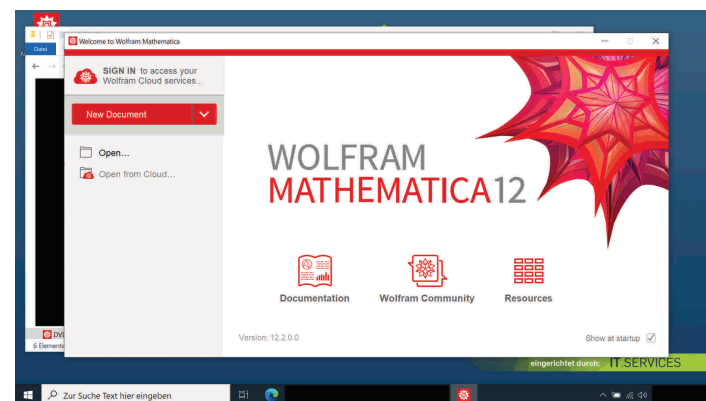 Welcome to Wolfram Mathematica
Datei
SIGN IN to access your
Wolfram Cloud services...
New Document
Open...
Open from Cloud...
WOLFRAM
MATHEMATICA 12
Documentation
Wolfram Community
Resources
Version: 12.2.0.0
Show at startup
6 Elemente
eingerichtet durch: IT SERVICES
Zur Suche Text hier eingeben